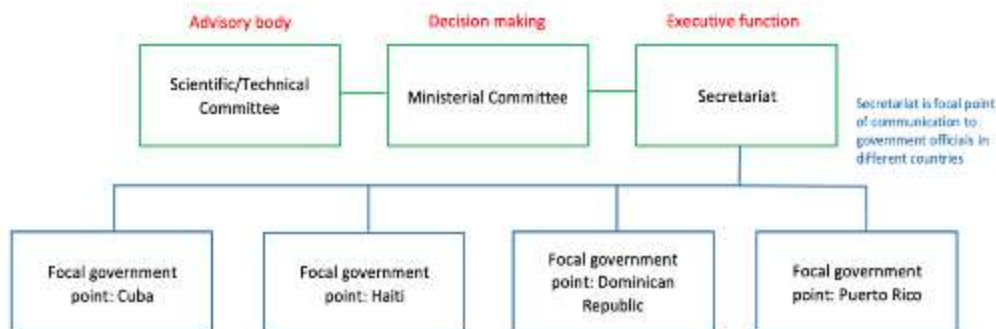 Advisory body
Decision making
Executive function
Scientific/Technical
Committee
Ministerial Committee
Secretariat
Secretariat is focal point
of communication to
government officials in
different countries
Focal government
point: Cuba
Focal government
point: Haiti
Focal government
point: Dominican
Republic
Focal government
point: Puerto Rico